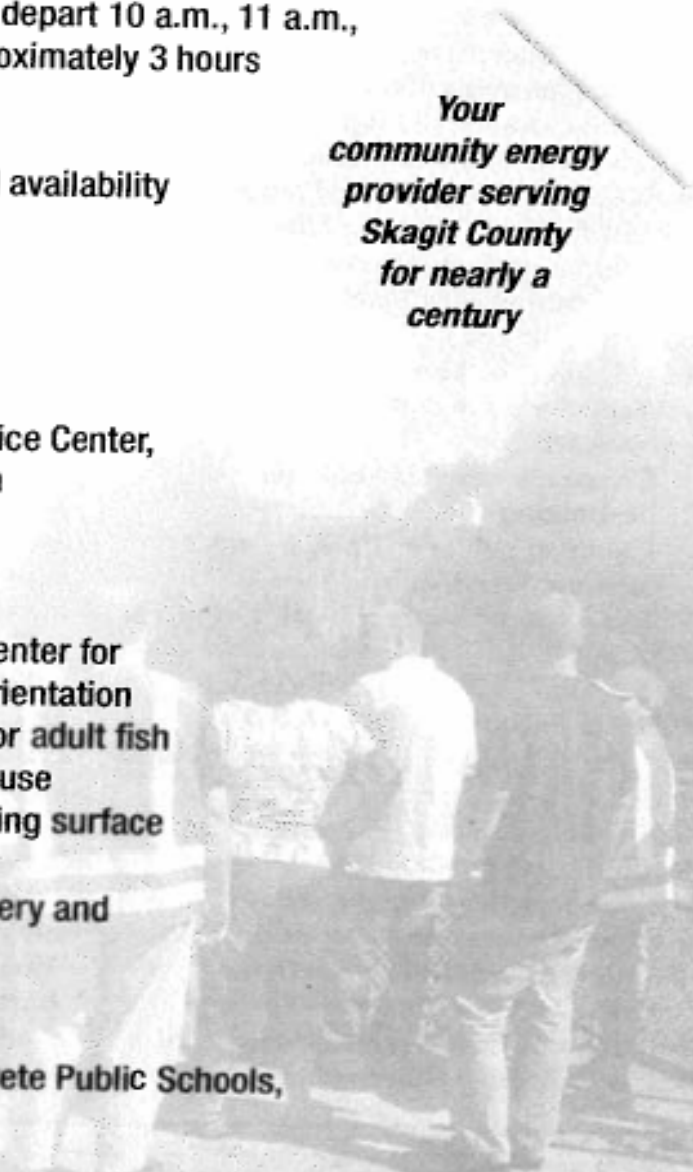 depart 10 a.m., 11 a.m.,
oximately 3 hours
Your
community energy
provider serving
Skagit County
for nearly a
century
availability
ice Center,
enter for
rientation
or adult fish
use
ing surface
ery and
ete Public Schools,